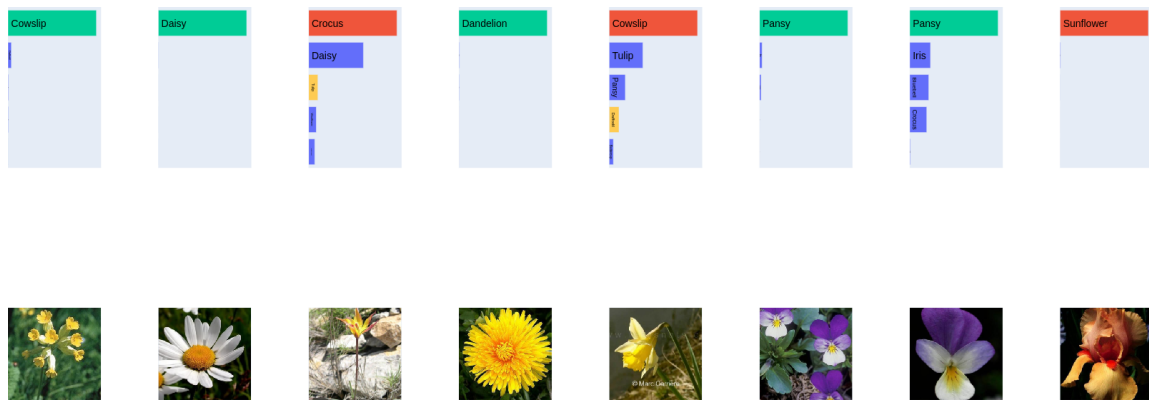 Cowslip
Daisy
Crocus
Dandelion
Cowslip
Pansy
Pansy
Sunflower
Daisy
Tulip
Iris
Pansy
Bluebell
Crocus